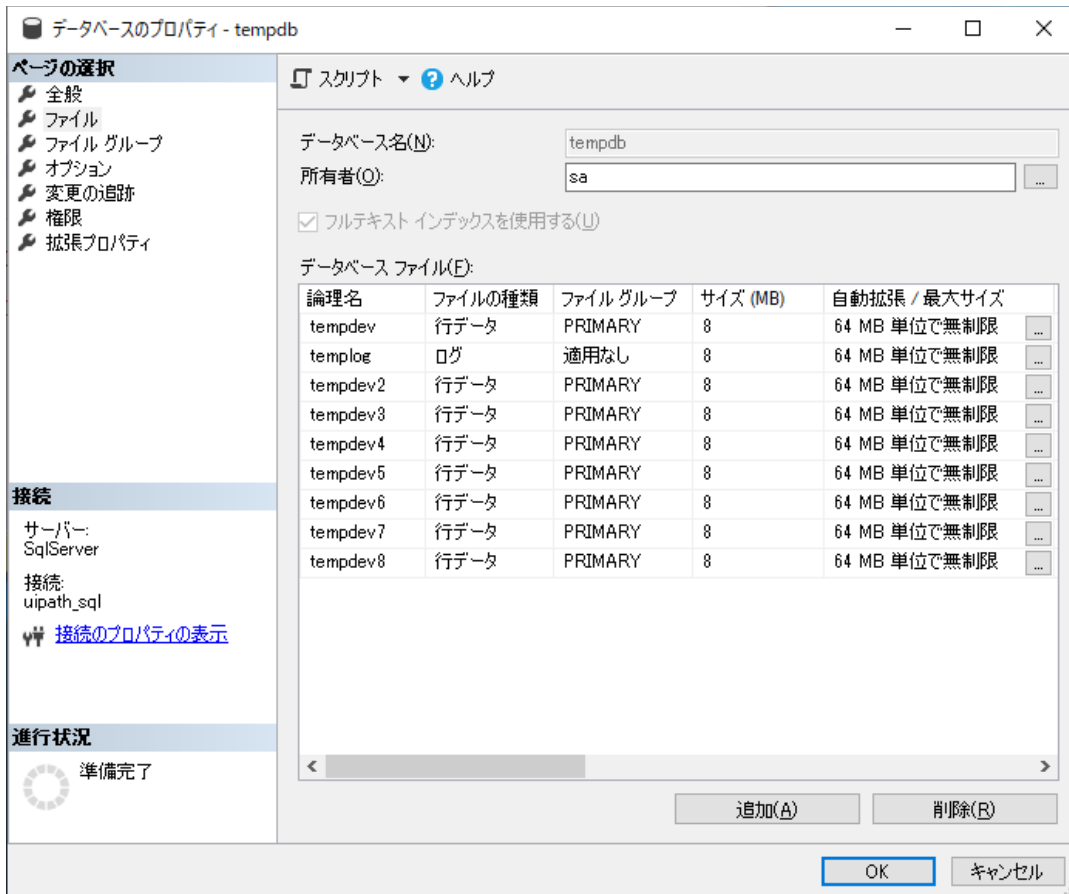 データベースのプロパティ - tempdb
ページの選択
全般
ファイル
ファイル グループ
オプション
変更の追跡
権限
拡張プロパティ
接続
サーバー:
SqlServer
接続:
uipath_sql
接続のプロパティの表示
進行状況
準備完了
スクリプト ヘルプ
データベース名(N): tempdb
所有者(O): sa ...
フルテキスト インデックスを使用する(U)
データベース ファイル(F):
論理名 ファイルの種類 ファイル グループ サイズ (MB) 自動拡張 / 最大サイズ
tempdev 行データ PRIMARY 8 64 MB 単位で無制限 ...
templog ログ 適用なし 8 64 MB 単位で無制限 ...
tempdev2 行データ PRIMARY 8 64 MB 単位で無制限 ...
tempdev3 行データ PRIMARY 8 64 MB 単位で無制限 ...
tempdev4 行データ PRIMARY 8 64 MB 単位で無制限 ...
tempdev5 行データ PRIMARY 8 64 MB 単位で無制限 ...
tempdev6 行データ PRIMARY 8 64 MB 単位で無制限 ...
tempdev7 行データ PRIMARY 8 64 MB 単位で無制限 ...
tempdev8 行データ PRIMARY 8 64 MB 単位で無制限 ...
追加(A) 削除(R)
OK キャンセル